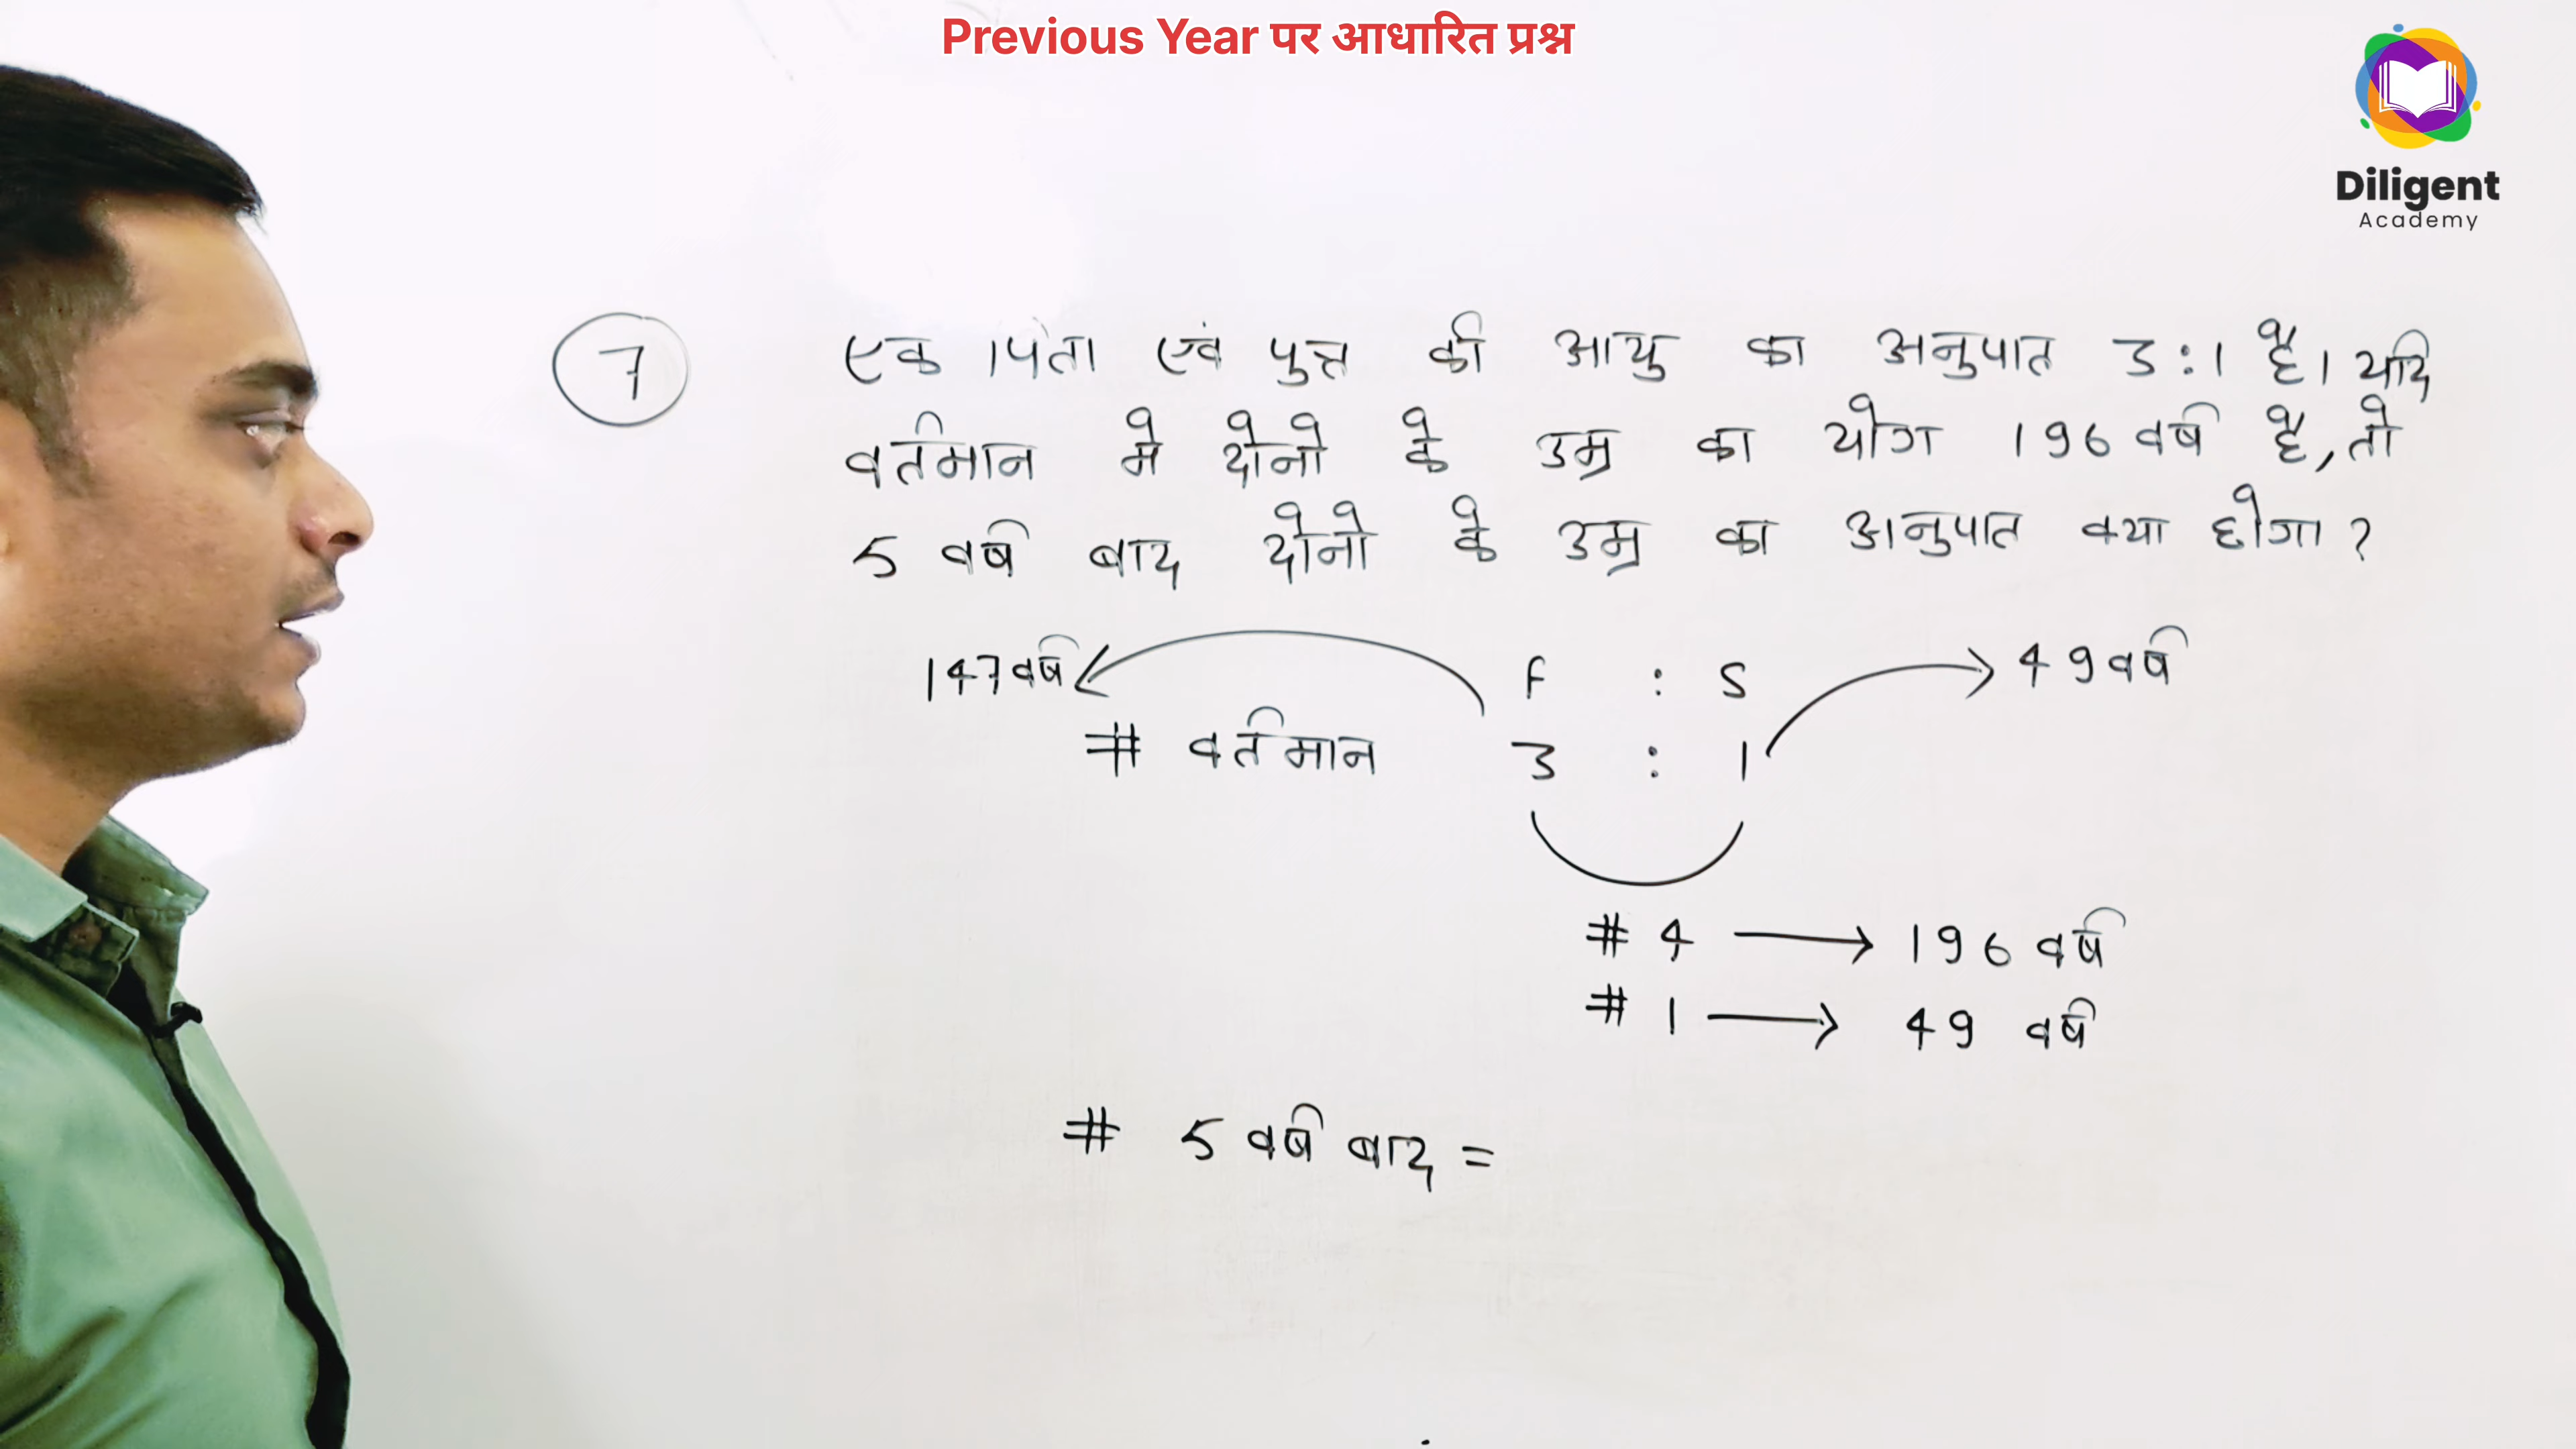 Previous Year पर आधारित प्रश्न
Diligent
Academy
7
एक पिता एवं पुत्र की आयु का अनुपात 3:1 है। यदि
वर्तमान मे दोनो के उम्र का योग 196 वर्ष है, तो
5 वर्ष बाद दोनो के उम्र का अनुपात क्या होगा ?
147 वर्ष F : S 49 वर्ष
# वर्तमान 3 : 1
# 4 → 196 वर्ष
# 1 → 49 वर्ष
# 5 वर्ष बाद =